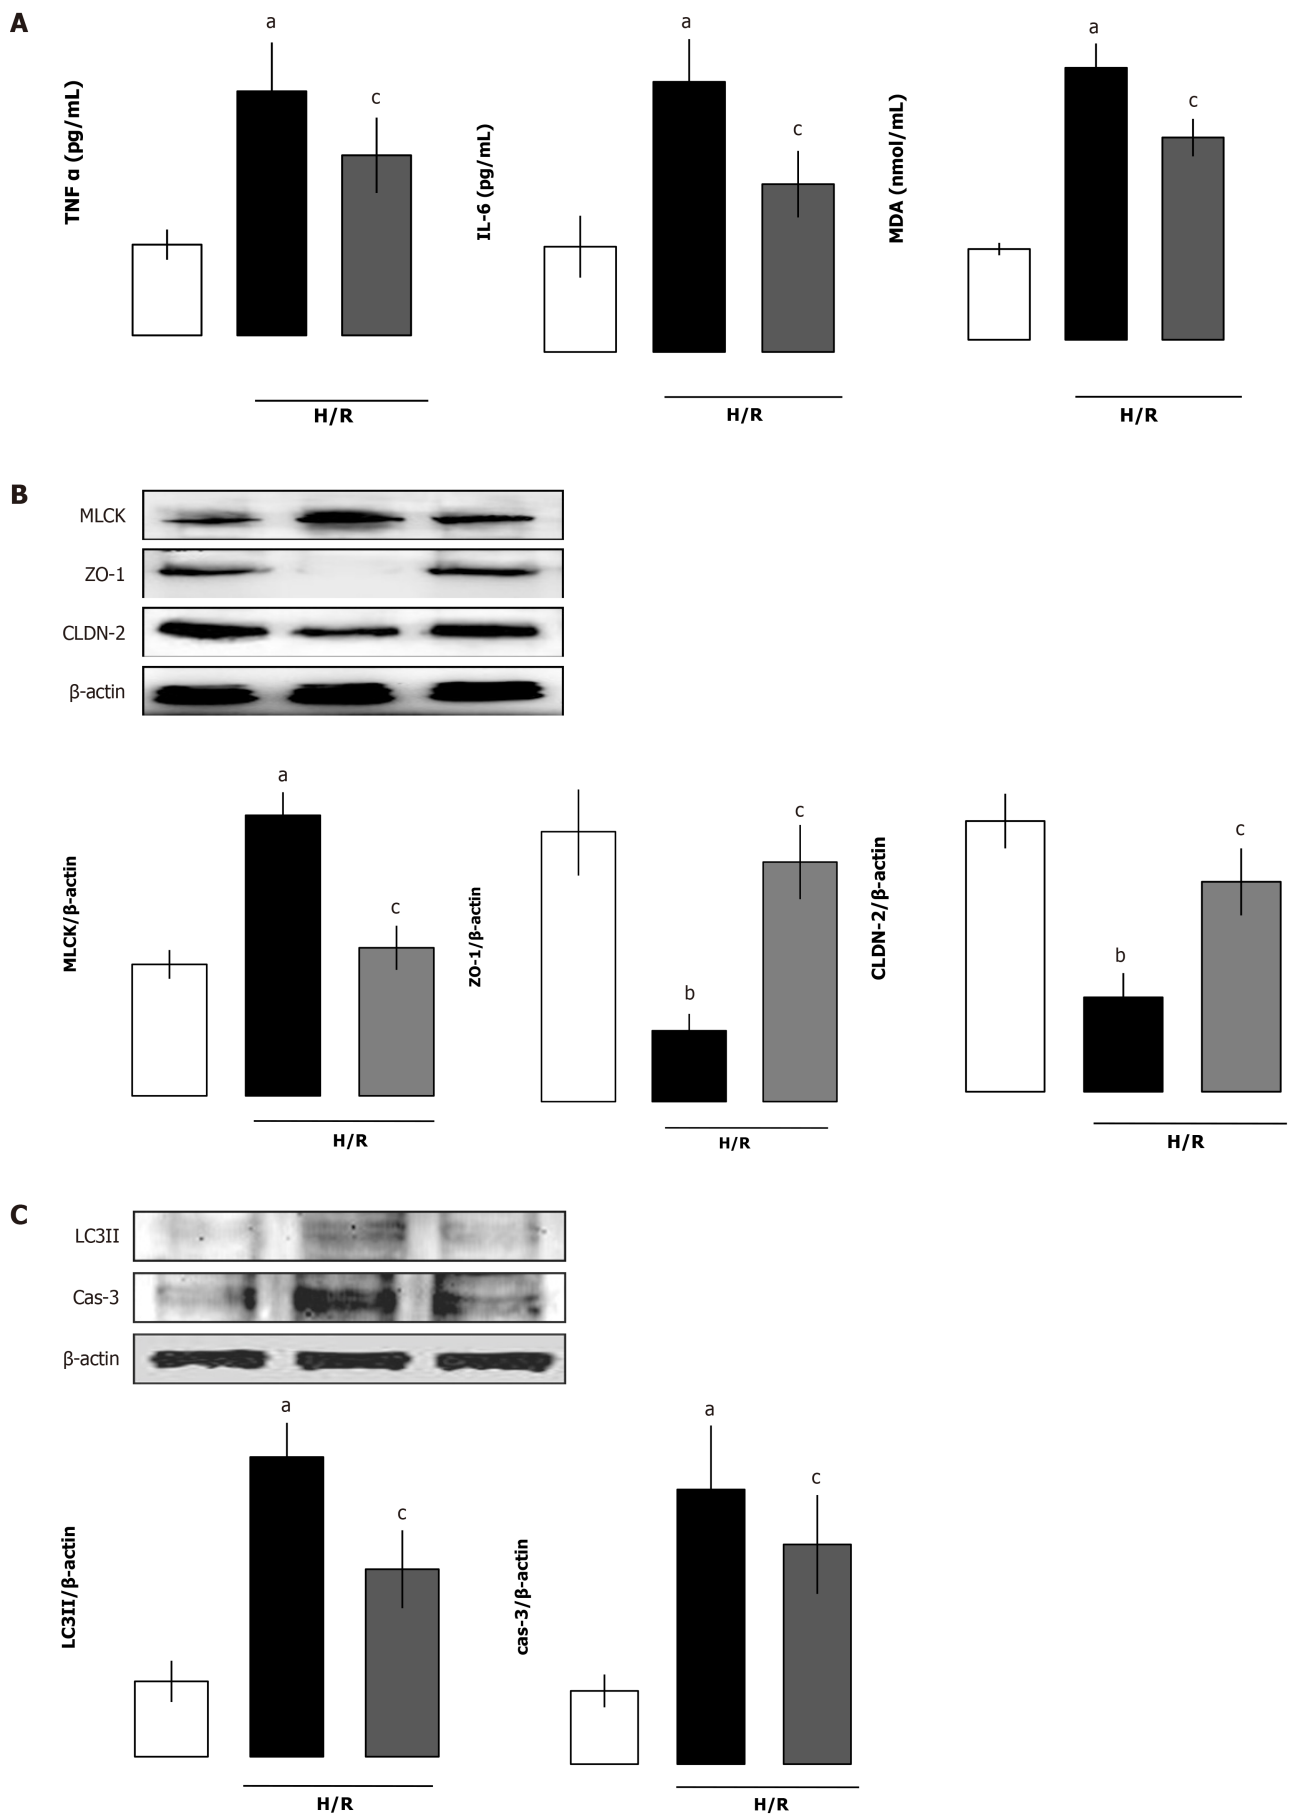 A
a
c
TNF α (pg/mL)
H/R
a
c
IL-6 (pg/mL)
H/R
a
c
MDA (nmol/mL)
H/R
B
MLCK
ZO-1
CLDN-2
β-actin
a
c
MLCK/β-actin
H/R
c
b
ZO-1/β-actin
H/R
c
b
CLDN-2/β-actin
H/R
C
LC3II
Cas-3
β-actin
a
c
LC3II/β-actin
H/R
a
c
cas-3/β-actin
H/R